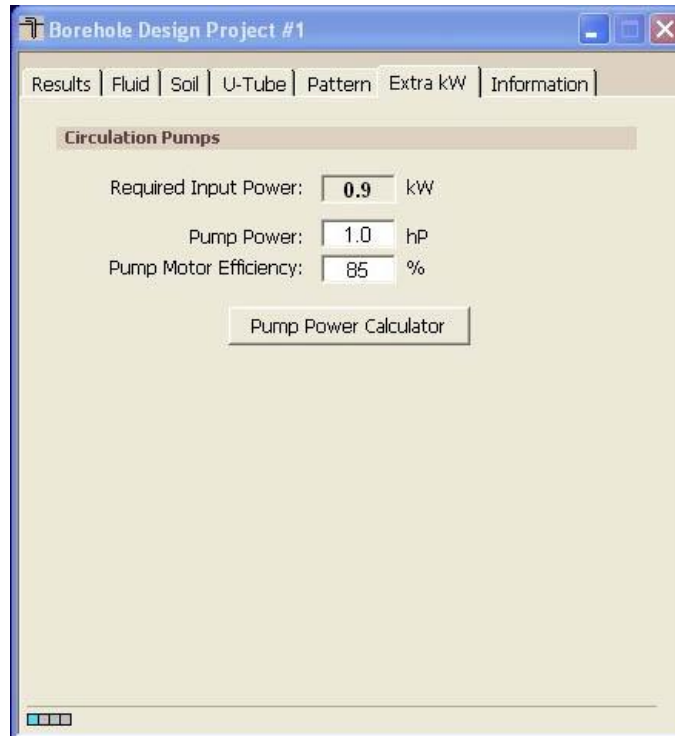 Borehole Design Project #1
Results Fluid Soil U-Tube Pattern Extra kW Information
Circulation Pumps
Required Input Power: 0.9 kW
Pump Power: 1.0 hP
Pump Motor Efficiency: 85 %
Pump Power Calculator